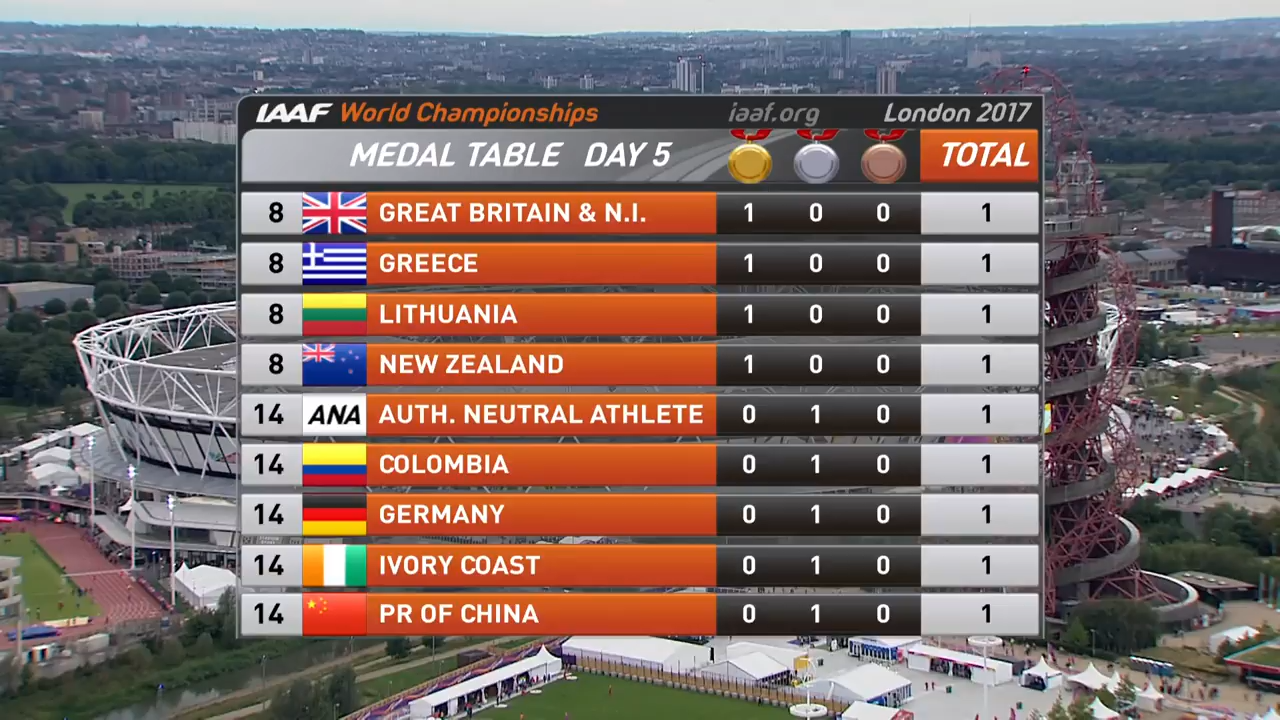 IAAF World Championships iaaf.org London 2017
MEDAL TABLE DAY 5 TOTAL
8 GREAT BRITAIN & N.I. 1 0 0 1
8 GREECE 1 0 0 1
8 LITHUANIA 1 0 0 1
8 NEW ZEALAND 1 0 0 1
14 ANA AUTH. NEUTRAL ATHLETE 0 1 0 1
14 COLOMBIA 0 1 0 1
14 GERMANY 0 1 0 1
14 IVORY COAST 0 1 0 1
14 PR OF CHINA 0 1 0 1